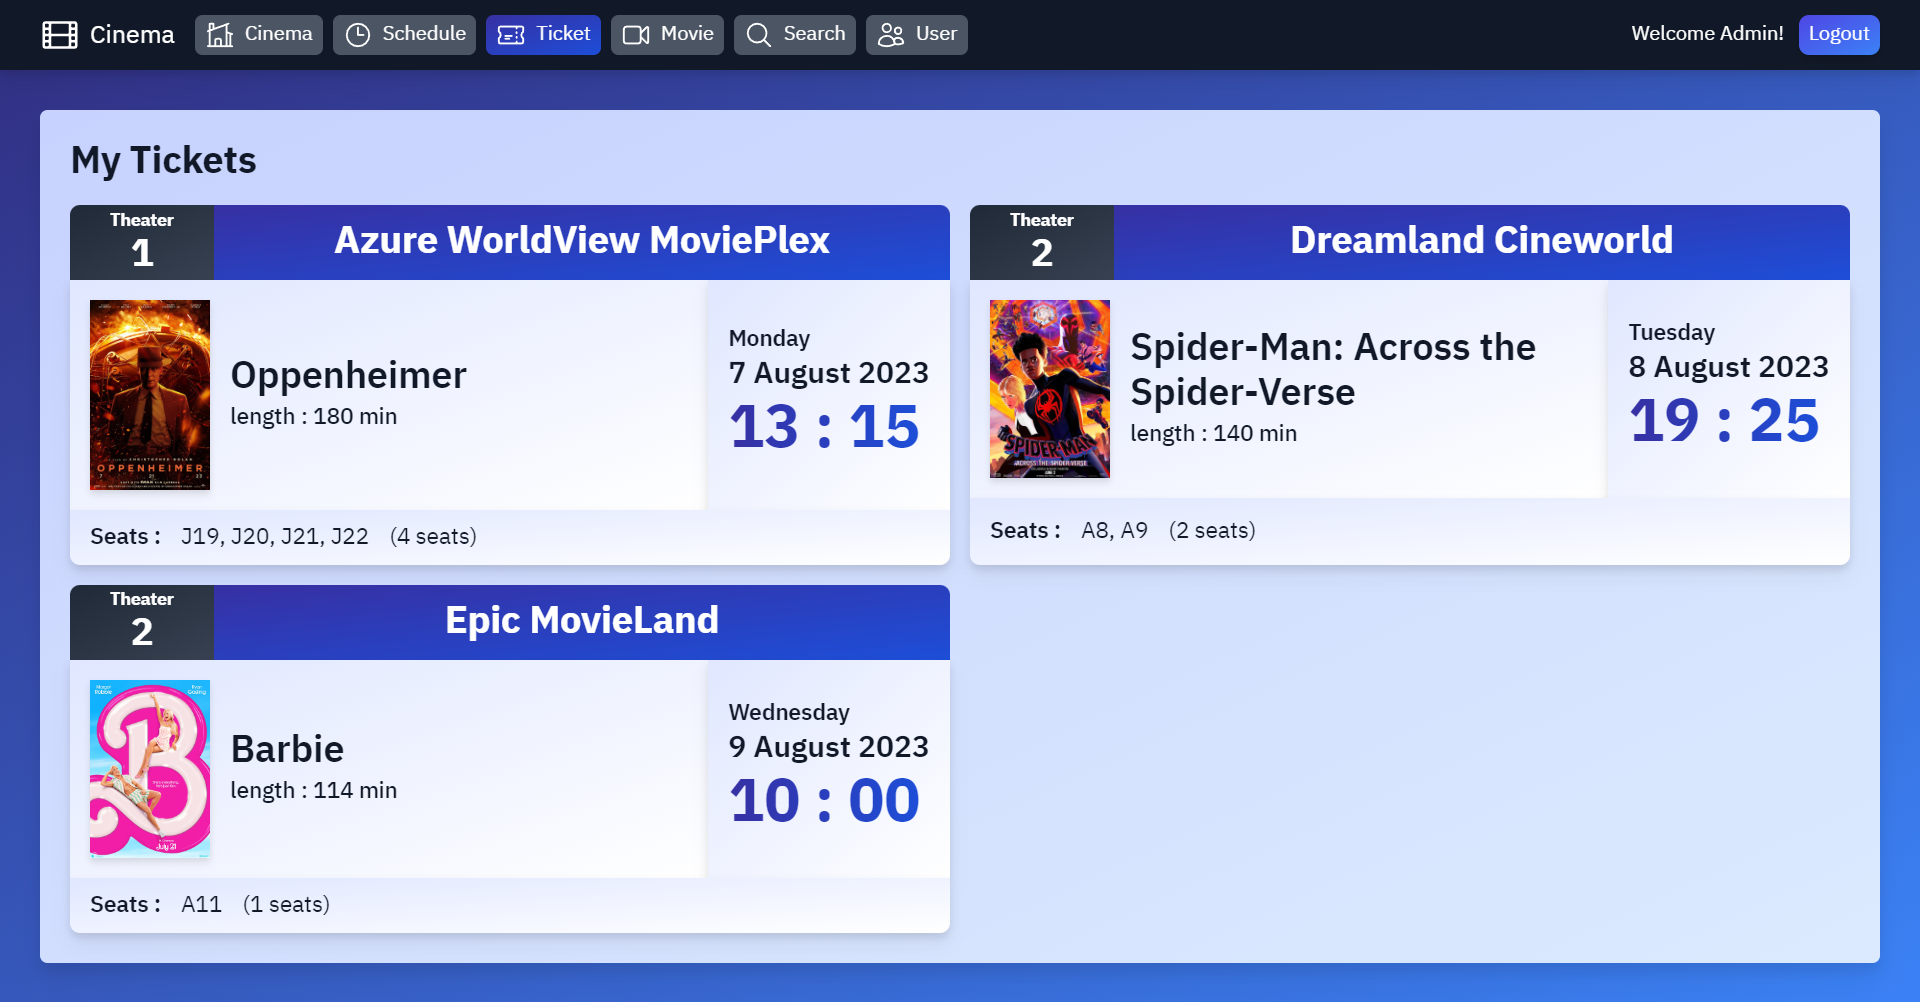 Cinema
Cinema
Schedule
Ticket
Movie
Search
User
Welcome Admin!
Logout
My Tickets
Theater
1
Azure WorldView MoviePlex
OPPENHEIMER
Oppenheimer
length : 180 min
Monday
7 August 2023
13 : 15
Seats : J19, J20, J21, J22 (4 seats)
Theater
2
Dreamland Cineworld
SPIDER-MAN
ACROSS THE SPIDER-VERSE
Spider-Man: Across the
Spider-Verse
length : 140 min
Tuesday
8 August 2023
19 : 25
Seats : A8, A9 (2 seats)
Theater
2
Epic MovieLand
Margot
Robbie
Ryan
Gosling
B
July 21
Barbie
length : 114 min
Wednesday
9 August 2023
10 : 00
Seats : A11 (1 seats)